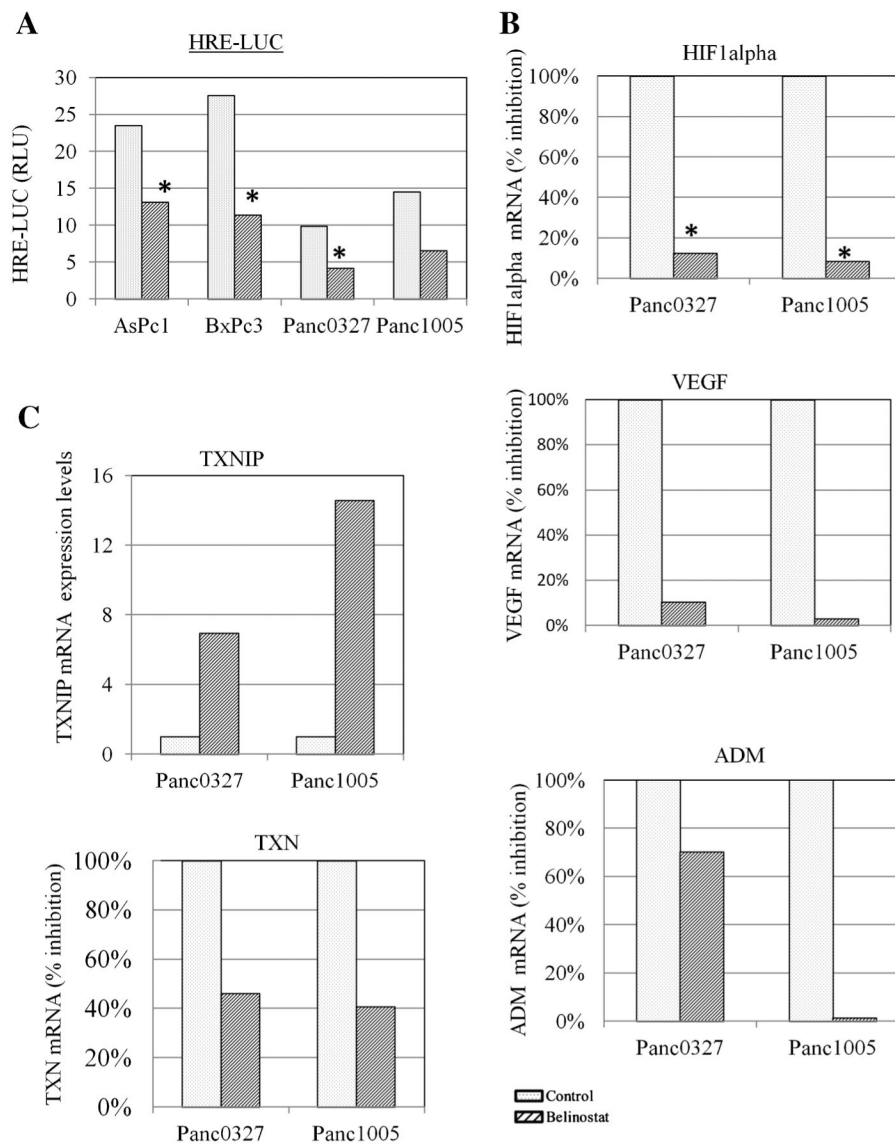 A
HRE-LUC
HRE-LUC (RLU)
30
25
20
15
10
5
0
*
*
*
AsPc1 BxPc3 Panc0327 Panc1005
B
HIF1alpha
HIF1alpha mRNA (% inhibition)
100%
80%
60%
40%
20%
0%
*
*
Panc0327 Panc1005
VEGF
VEGF mRNA (% inhibition)
100%
80%
60%
40%
20%
0%
Panc0327 Panc1005
ADM
ADM mRNA (% inhibition)
100%
80%
60%
40%
20%
0%
Panc0327 Panc1005
C
TXNIP
TXNIP mRNA expression levels
16
12
8
4
0
Panc0327 Panc1005
TXN
TXN mRNA (% inhibition)
100%
80%
60%
40%
20%
0%
Panc0327 Panc1005
Control
Belinostat